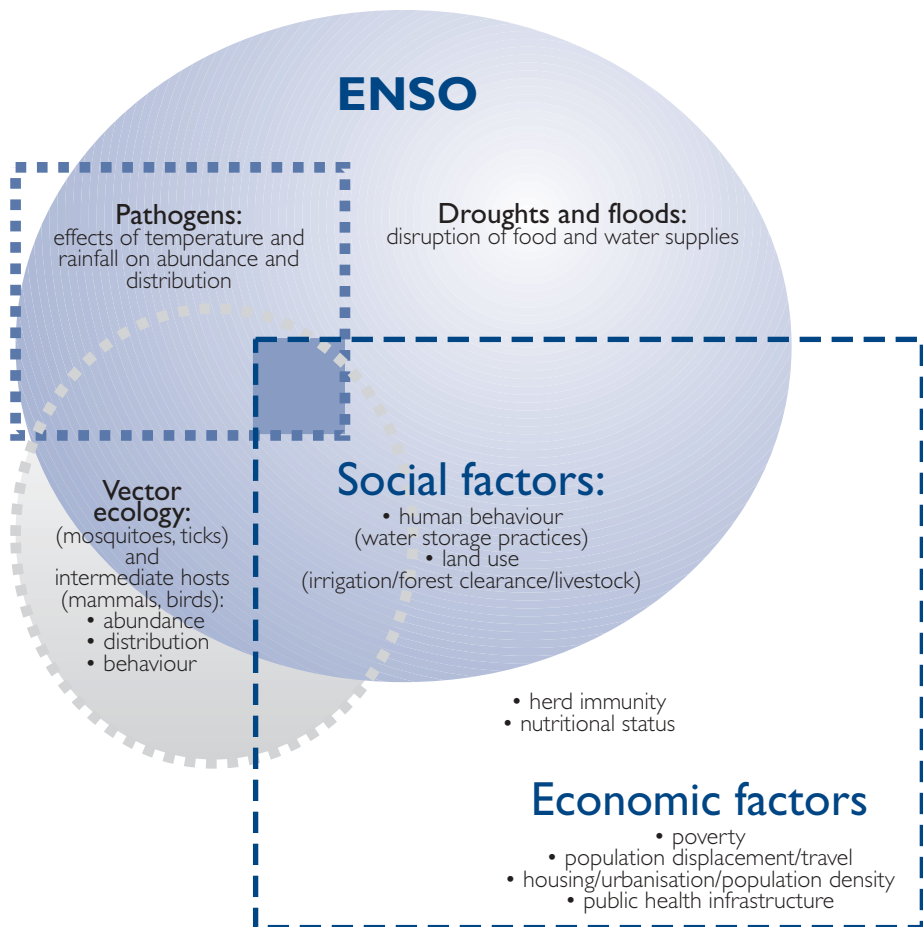 ENSO
Pathogens:
effects of temperature and
rainfall on abundance and
distribution
Droughts and floods:
disruption of food and water supplies
Vector
ecology:
(mosquitoes, ticks)
and
intermediate hosts
(mammals, birds):
• abundance
• distribution
• behaviour
Social factors:
• human behaviour
(water storage practices)
• land use
(irrigation/forest clearance/livestock)
• herd immunity
• nutritional status
Economic factors
• poverty
• population displacement/travel
• housing/urbanisation/population density
• public health infrastructure